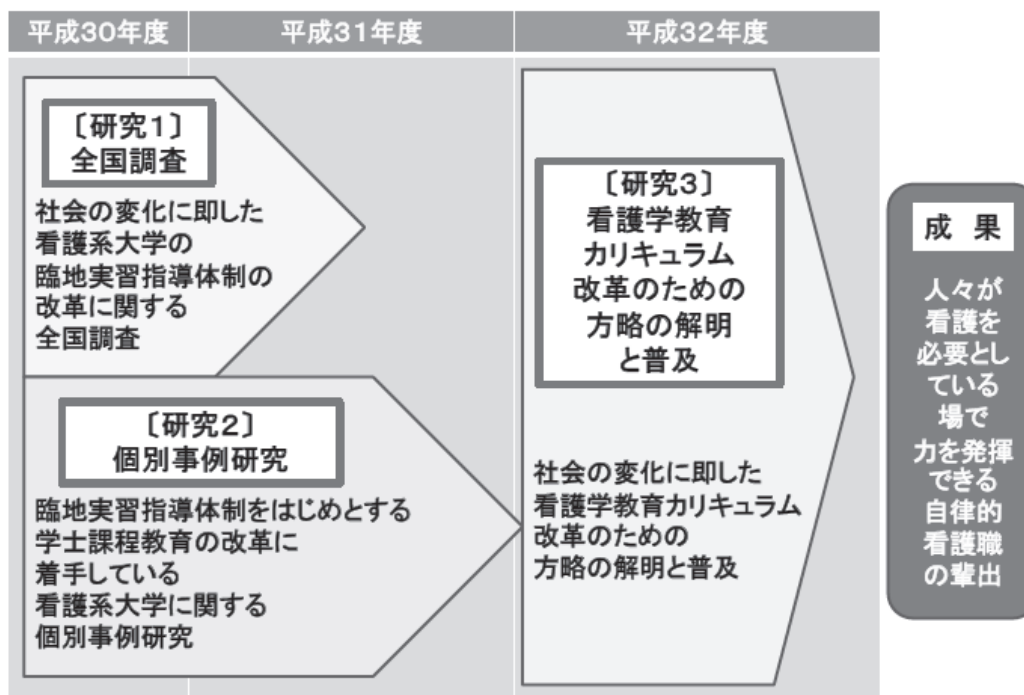 平成30年度
平成31年度
平成32年度
〔研究1〕
全国調査
社会の変化に即した
看護系大学の
臨地実習指導体制の
改革に関する
全国調査
〔研究2〕
個別事例研究
臨地実習指導体制をはじめとする
学士課程教育の改革に
着手している
看護系大学に関する
個別事例研究
〔研究3〕
看護学教育
カリキュラム
改革のための
方略の解明
と普及
社会の変化に即した
看護学教育カリキュラム
改革のための
方略の解明と普及
成 果
人々が
看護を
必要とし
ている
場で
力を発揮
できる
自律的
看護職
の輩出